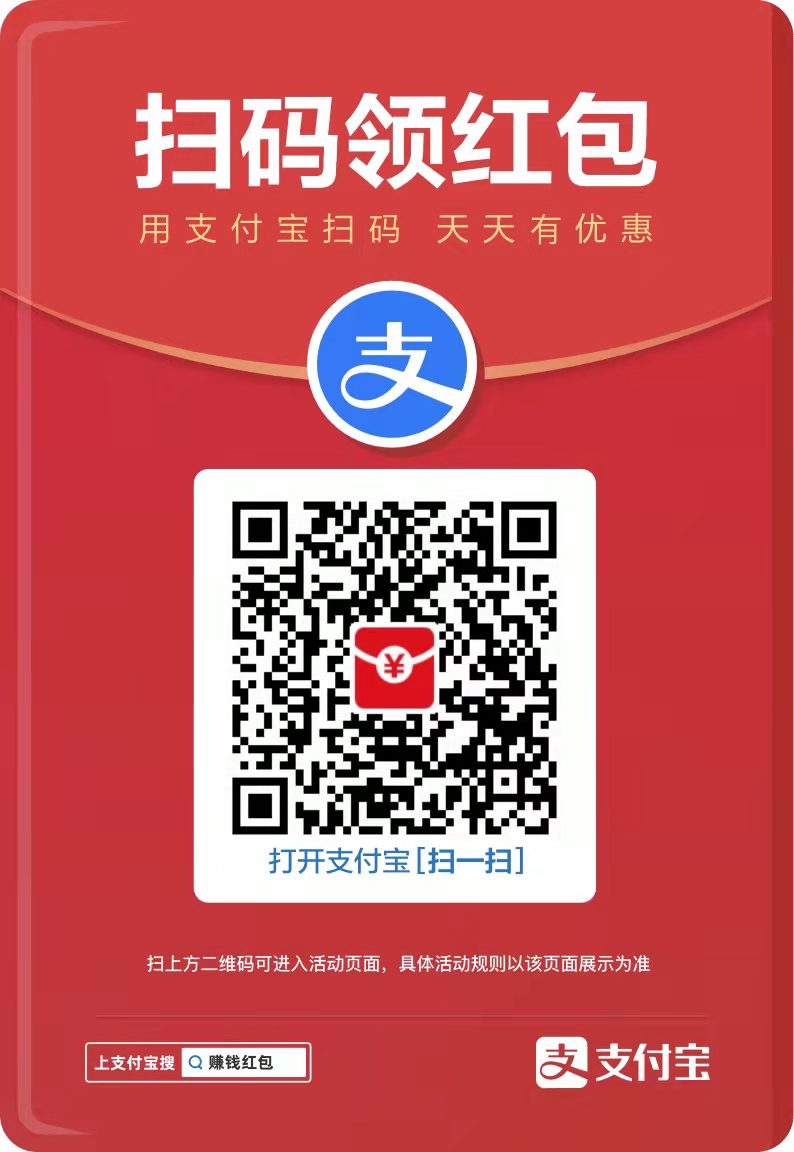 扫码领红包
用支付宝扫码 天天有优惠
支
¥
打开支付宝[扫一扫]
扫上方二维码可进入活动页面，具体活动规则以该页面展示为准
上支付宝搜 赚钱红包
支 支付宝